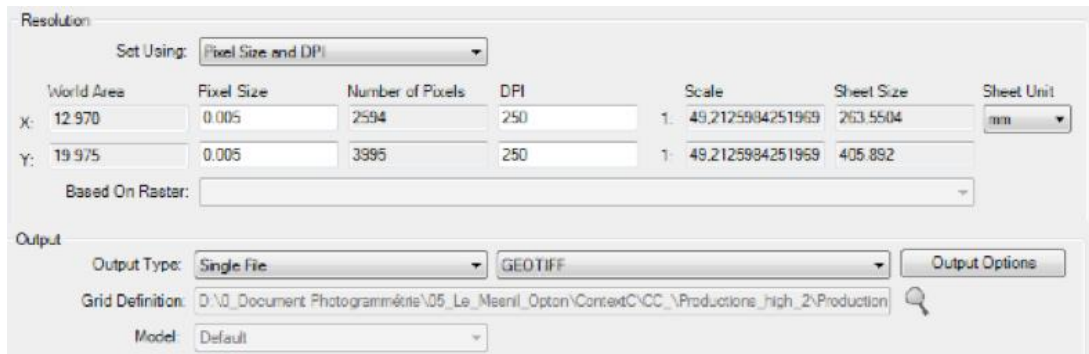 Resolution
Set Using: Pixel Size and DPI
World Area Pixel Size Number of Pixels DPI Scale Sheet Size Sheet Unit
X: 12.970 0.005 2594 250 1: 49,2125984251969 263.5504 mm
Y: 19.975 0.005 3995 250 1: 49,2125984251969 405.892
Based On Raster:
Output
Output Type: Single File GEOTIFF Output Options
Grid Definition: D:\0_Document Photogrammétrie\05_Le_Mesnil_Opton\ContextC\CC_\Productions_high_2\Production
Model: Default